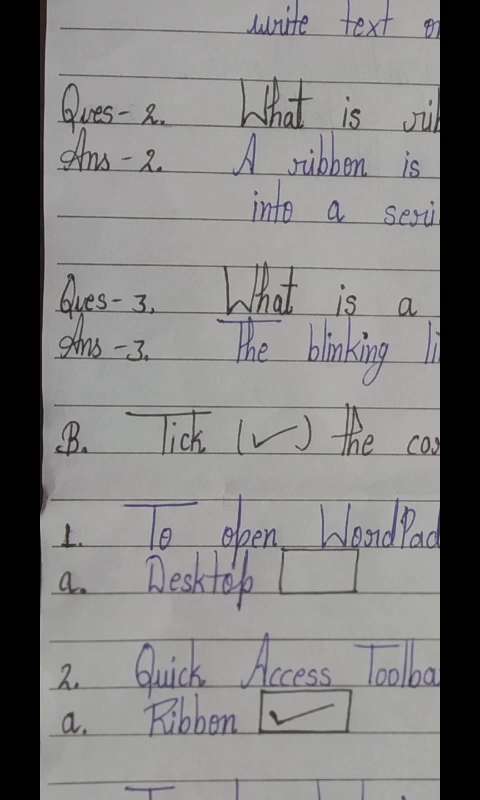 write text
Ques- 2. What is
Ans - 2. A ribbon is
into a
Ques- 3. What is a
Ans -3. The blinking
B. Tick (✓) the
1. To open WordPad
a. Desktop
2. Quick Access
a. Ribbon ✓